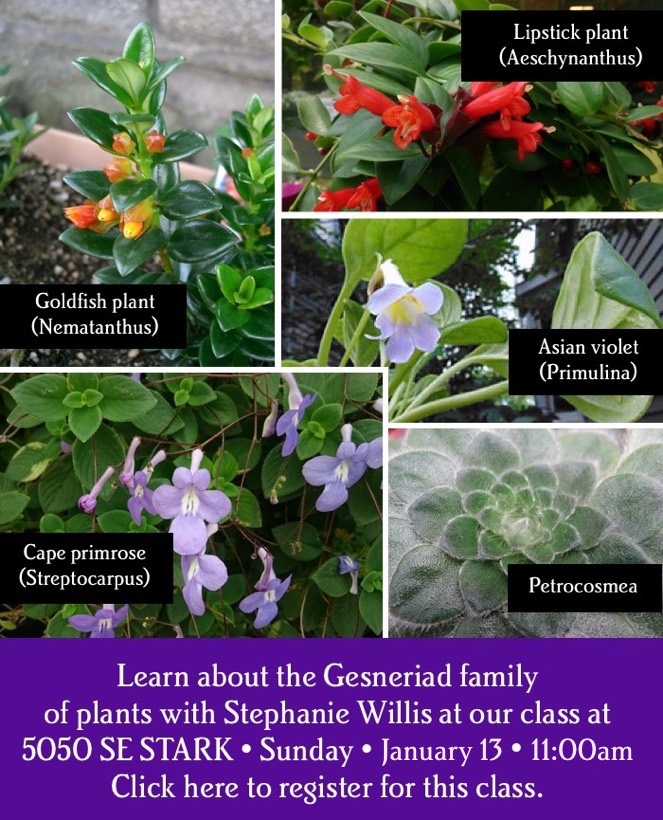 Lipstick plant
(Aeschynanthus)
Goldfish plant
(Nematanthus)
Asian violet
(Primulina)
Cape primrose
(Streptocarpus)
Petrocosmea
Learn about the Gesneriad family
of plants with Stephanie Willis at our class at
5050 SE STARK • Sunday • January 13 • 11:00am
Click here to register for this class.